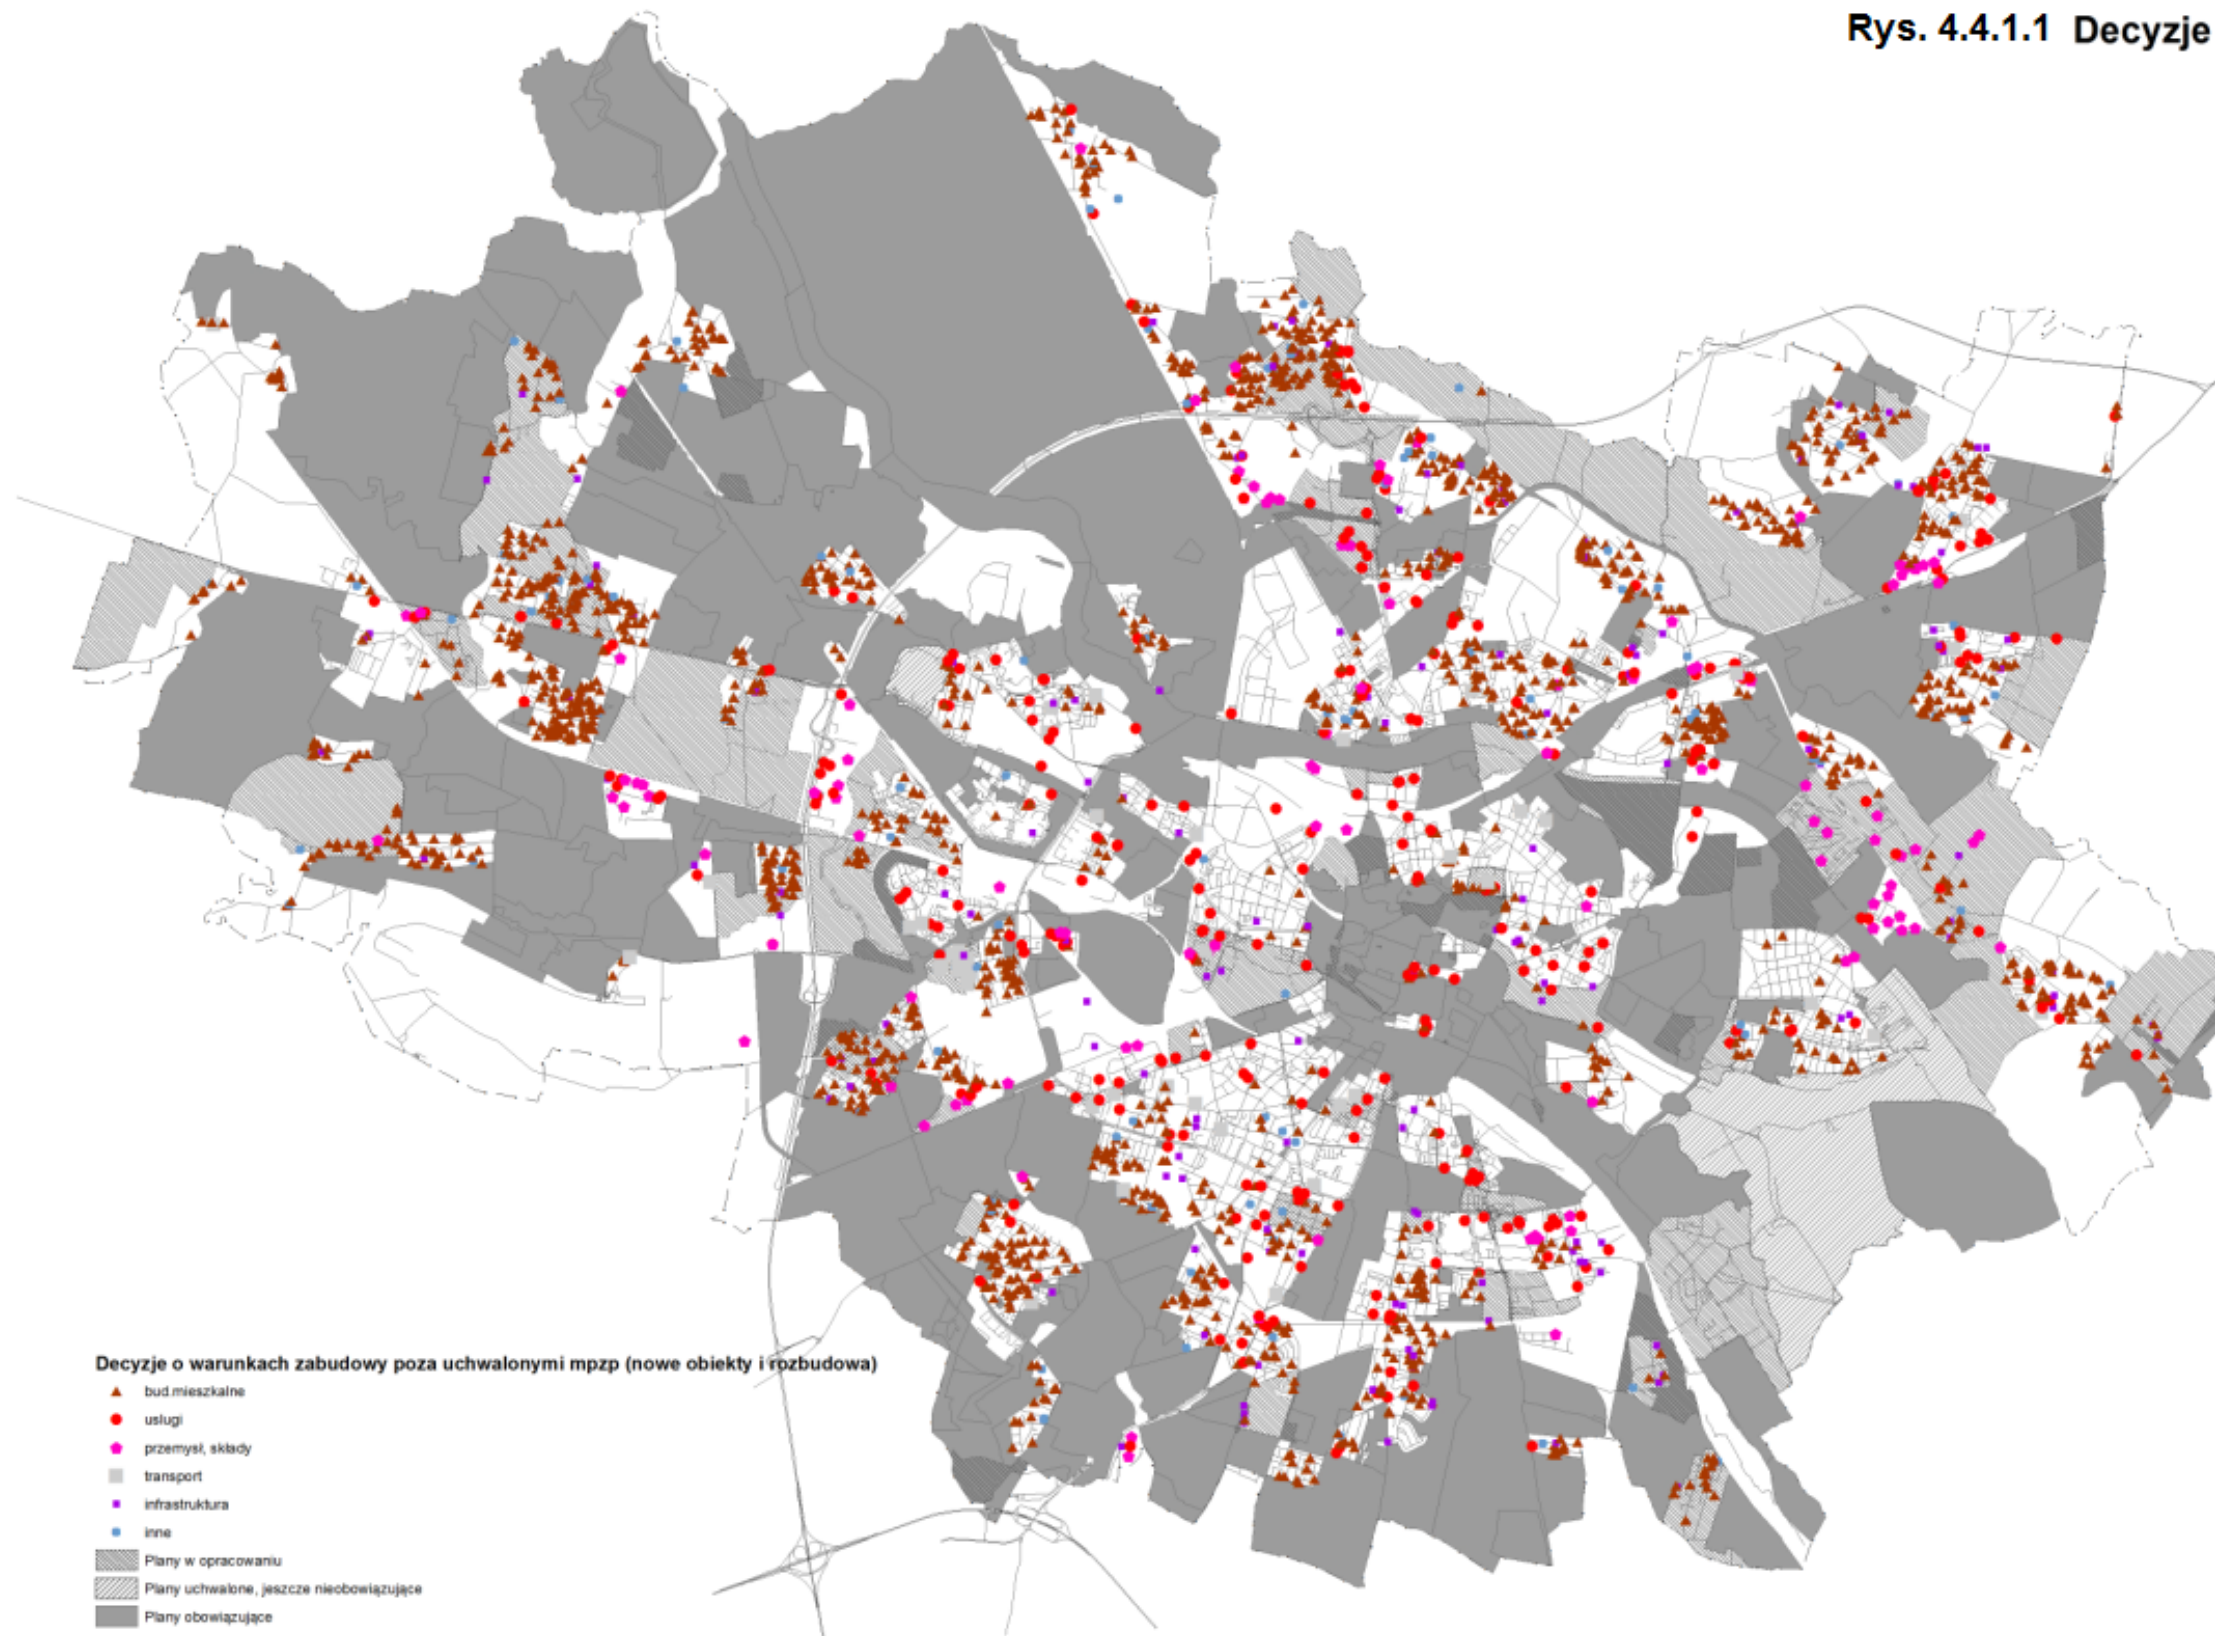 Rys. 4.4.1.1 Decyzje
Decyzje o warunkach zabudowy poza uchwalonymi mpzp (nowe obiekty i rozbudowa)
bud.mieszkalne
usługi
przemysł, składy
transport
infrastruktura
inne
Plany w opracowaniu
Plany uchwalone, jeszcze nieobowiązujące
Plany obowiązujące